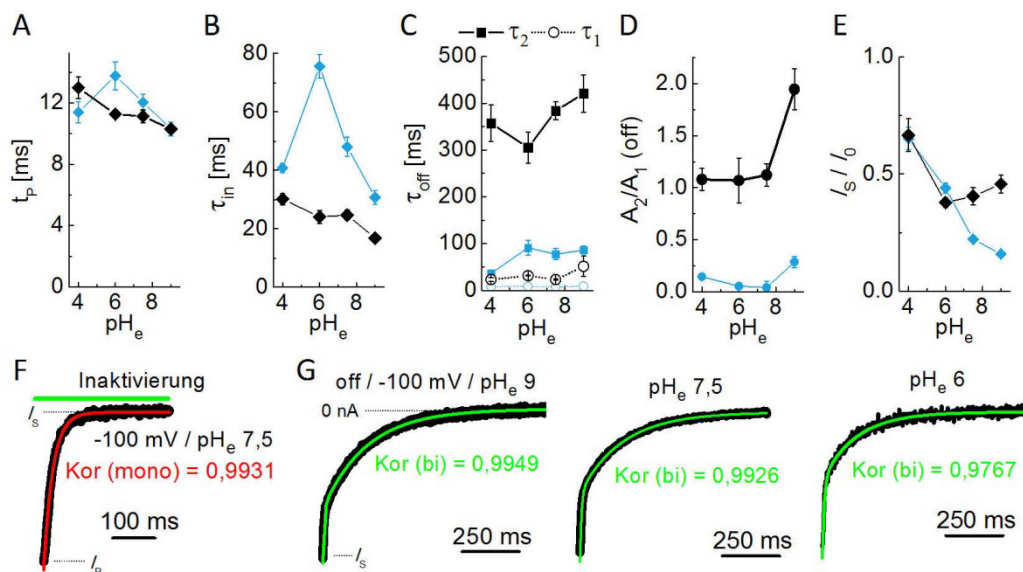 A
t_P [ms]
12
8
4
0
4 6 8
pH_e
B
τ_in [ms]
80
60
40
20
0
4 6 8
pH_e
C
τ_2 τ_1
τ_off [ms]
500
400
300
200
100
50
0
4 6 8
pH_e
D
A_2/A_1 (off)
2.0
1.5
1.0
0.25
0.0
4 6 8
pH_e
E
I_S / I_0
1.0
0.5
0.0
4 6 8
pH_e
F
Inaktivierung
I_S
-100 mV / pH_e 7,5
Kor (mono) = 0,9931
100 ms
I_P
G
off / -100 mV / pH_e 9
0 nA
Kor (bi) = 0,9949
250 ms
I_S
pH_e 7,5
Kor (bi) = 0,9926
250 ms
pH_e 6
Kor (bi) = 0,9767
250 ms